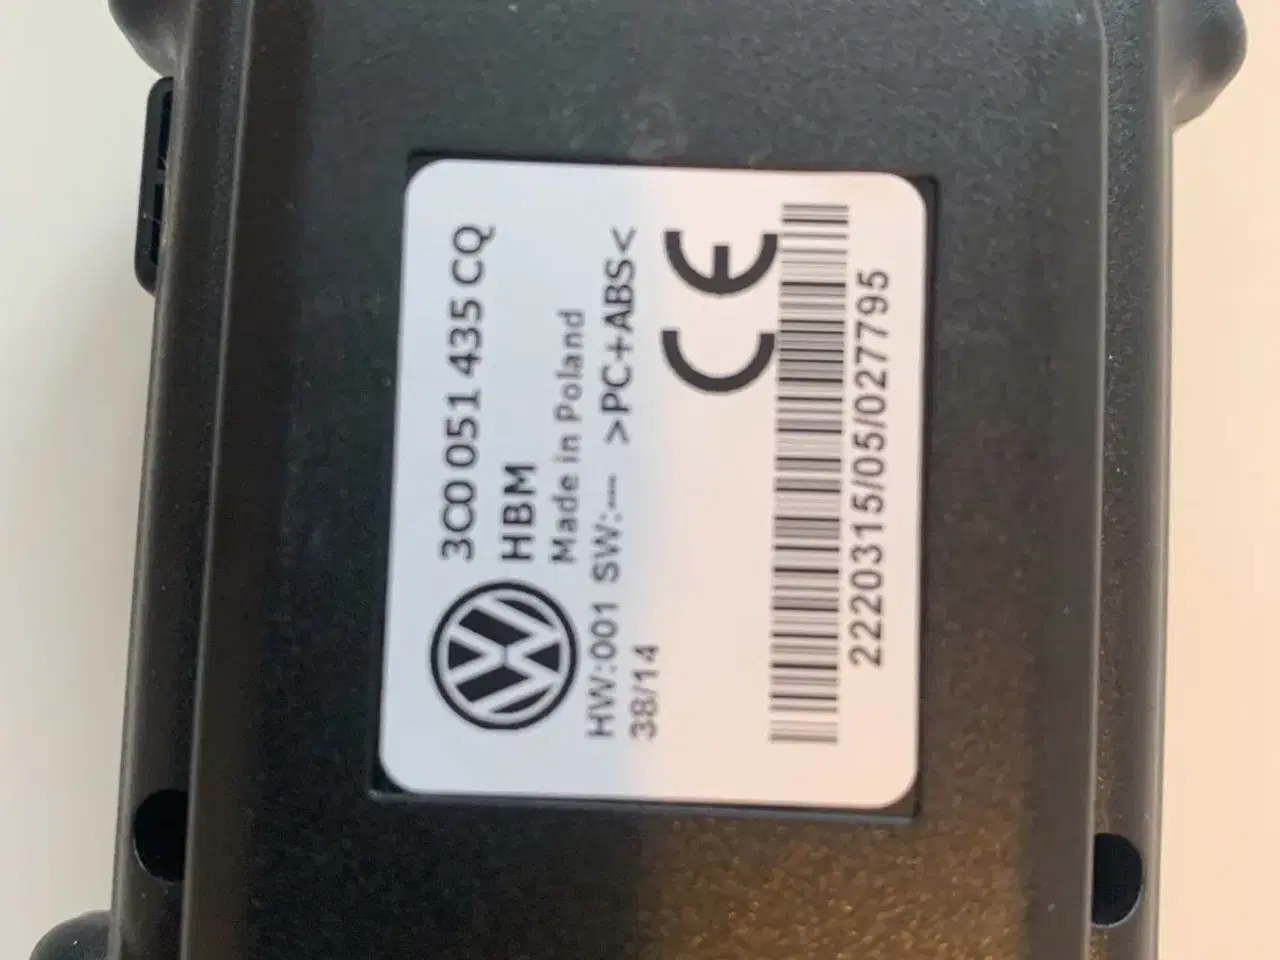 3C0 051 435 CQ
HBM
Made in Poland
HW:001 SW:--- >PC+ABS<
38/14
CE
2220315/05/027795